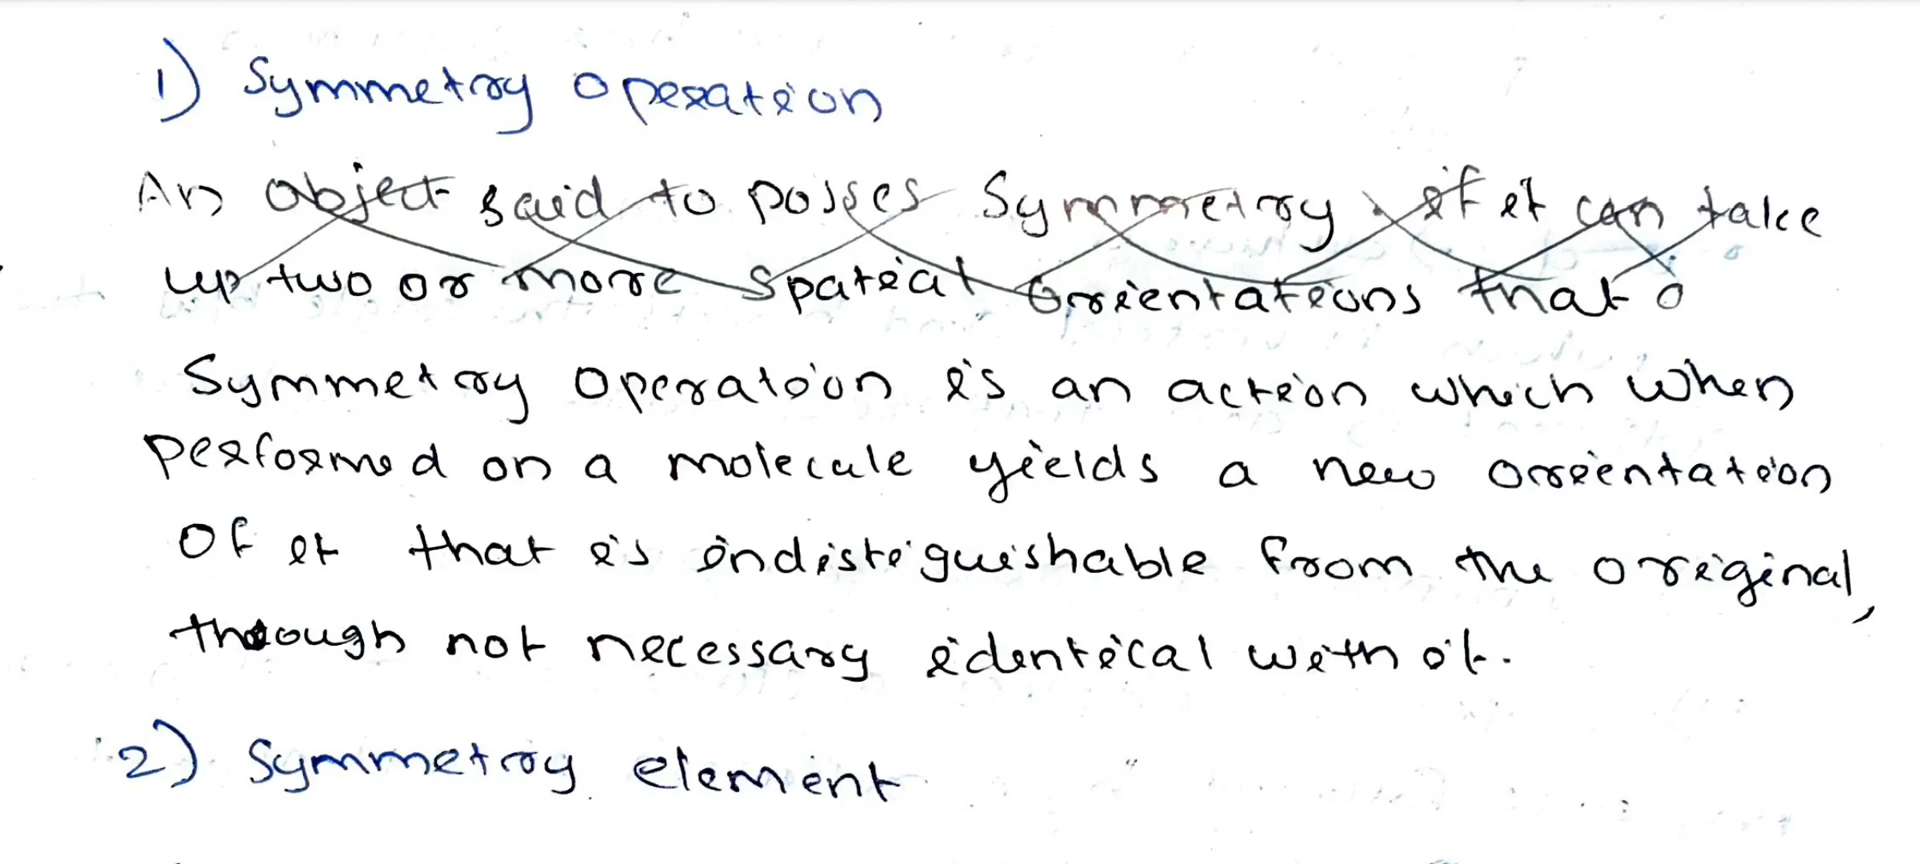 1) Symmetry operation
An object said to posses Symmetry if it can take
up two or more Spatial Orientations that o
Symmetry Operation is an action which when
performed on a molecule yields a new orientation
Of it that is indistiguishable from the original,
through not necessary identical with it.
2) Symmetry element